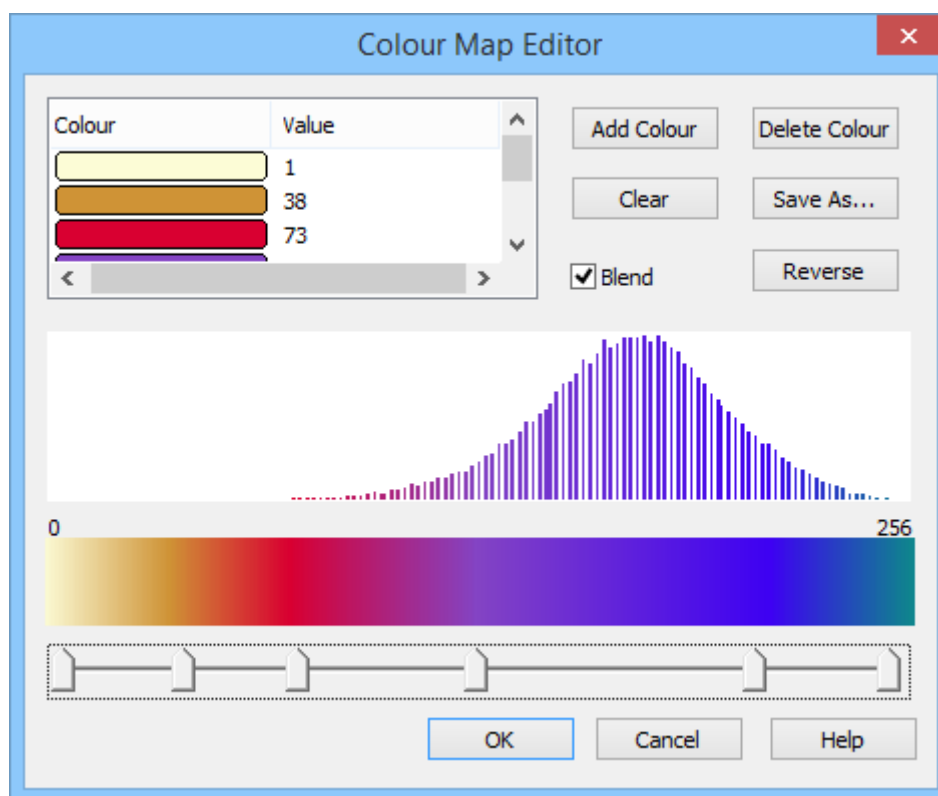 Colour Map Editor
Colour Value
1
38
73
Add Colour Delete Colour
Clear Save As...
Blend Reverse
0 256
OK Cancel Help